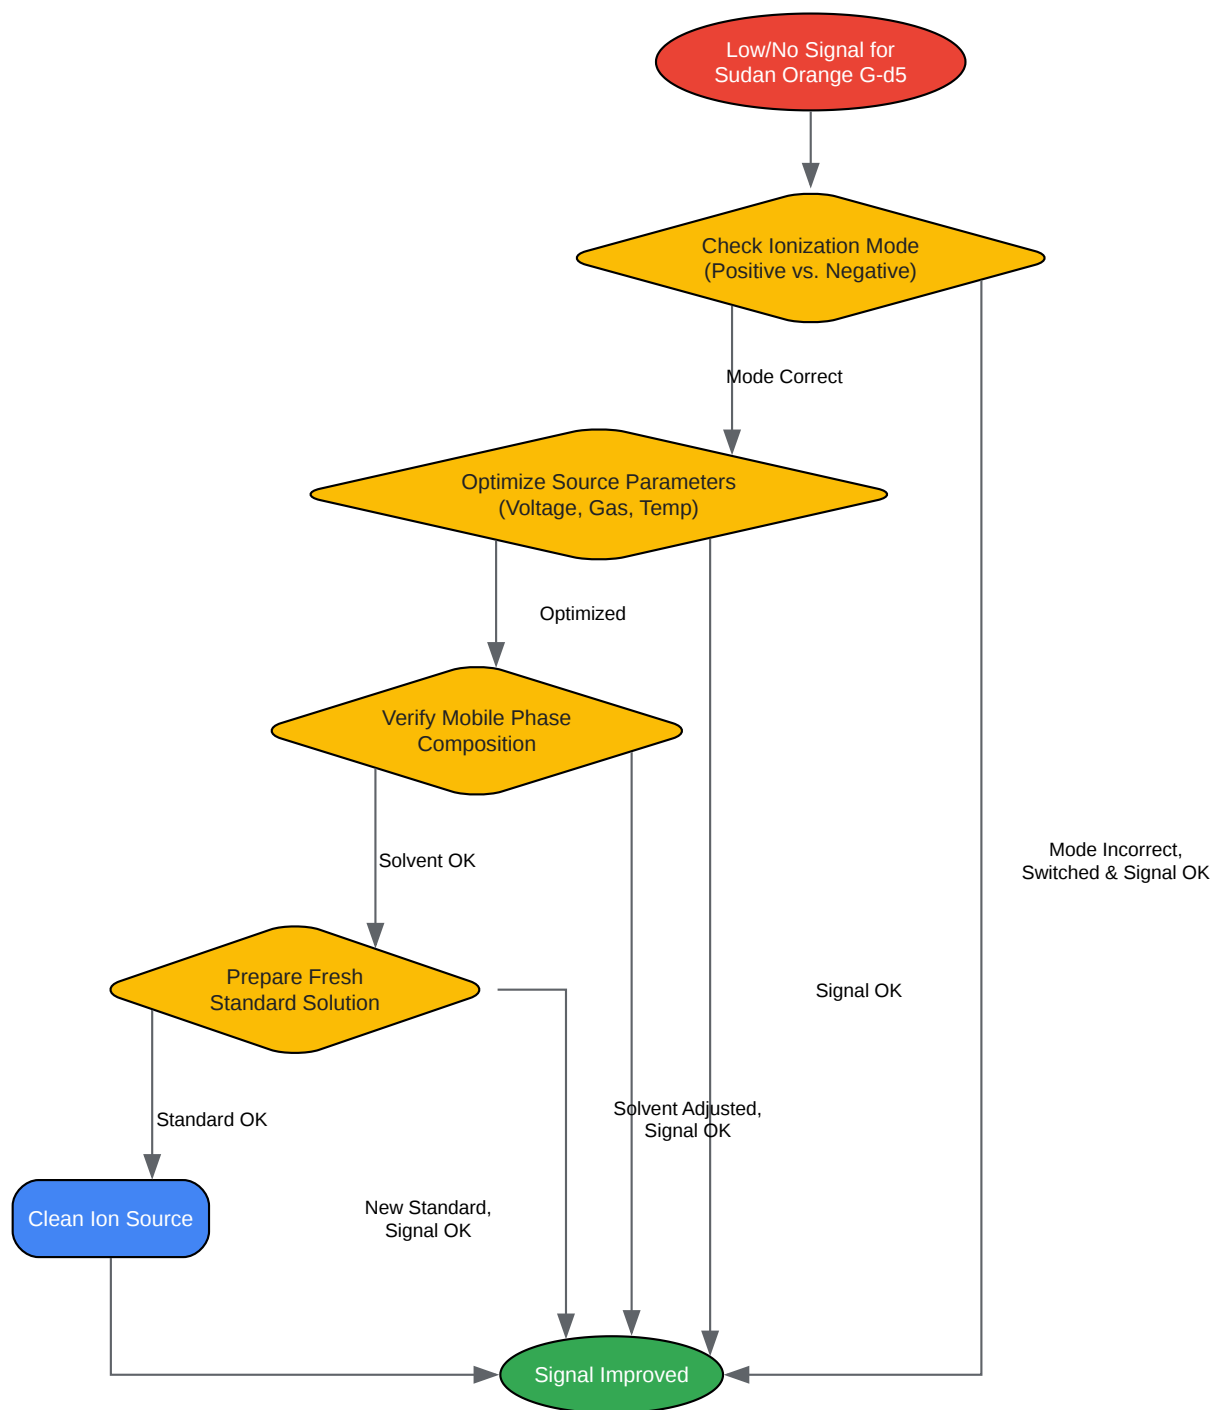 Low/No Signal for
Sudan Orange G-d5
Check Ionization Mode
(Positive vs. Negative)
Mode Correct
Optimize Source Parameters
(Voltage, Gas, Temp)
Optimized
Verify Mobile Phase
Composition
Solvent OK
Mode Incorrect,
Switched & Signal OK
Prepare Fresh
Standard Solution
Signal OK
Standard OK
Solvent Adjusted,
Signal OK
Clean Ion Source
New Standard,
Signal OK
Signal Improved